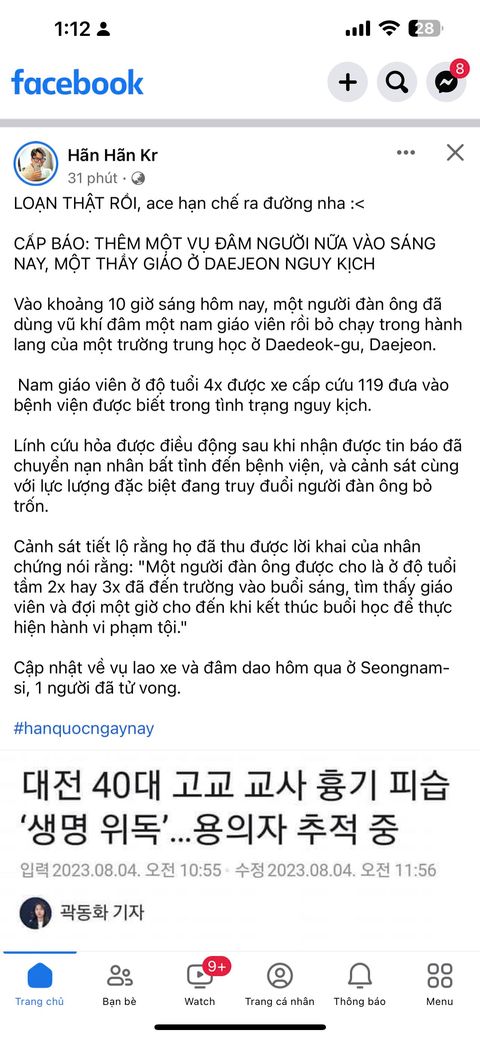 1:12
28
facebook
8
Hãn Hãn Kr
31 phút ·
LOẠN THẬT RỒI, ace hạn chế ra đường nha :<
CẤP BÁO: THÊM MỘT VỤ ĐÂM NGƯỜI NỮA VÀO SÁNG
NAY, MỘT THẦY GIÁO Ở DAEJEON NGUY KỊCH
Vào khoảng 10 giờ sáng hôm nay, một người đàn ông đã
dùng vũ khí đâm một nam giáo viên rồi bỏ chạy trong hành
lang của một trường trung học ở Daedeok-gu, Daejeon.
Nam giáo viên ở độ tuổi 4x được xe cấp cứu 119 đưa vào
bệnh viện được biết trong tình trạng nguy kịch.
Lính cứu hỏa được điều động sau khi nhận được tin báo đã
chuyển nạn nhân bất tỉnh đến bệnh viện, và cảnh sát cùng
với lực lượng đặc biệt đang truy đuổi người đàn ông bỏ
trốn.
Cảnh sát tiết lộ rằng họ đã thu được lời khai của nhân
chứng nói rằng: "Một người đàn ông được cho là ở độ tuổi
tầm 2x hay 3x đã đến trường vào buổi sáng, tìm thấy giáo
viên và đợi một giờ cho đến khi kết thúc buổi học để thực
hiện hành vi phạm tội."
Cập nhật về vụ lao xe và đâm dao hôm qua ở Seongnam-
si, 1 người đã tử vong.
#hanquocngaynay
대전 40대 고교 교사 흉기 피습
‘생명 위독’…용의자 추적 중
입력 2023.08.04. 오전 10:55 · 수정 2023.08.04. 오전 11:56
곽동화 기자
9+
Trang chủ
Bạn bè
Watch
Trang cá nhân
Thông báo
Menu